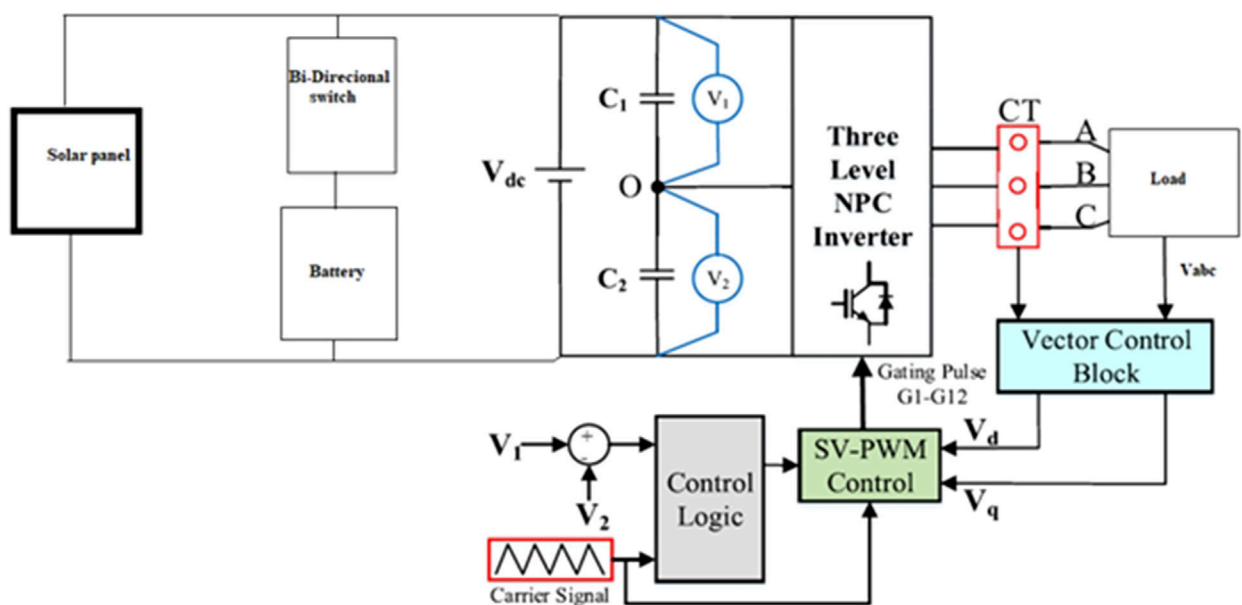 Solar panel
Bi-Direcional
switch
Battery
Vdc
C1
V1
O
C2
V2
Three
Level
NPC
Inverter
CT
A
B
C
Load
Vabc
Vector Control
Block
Gating Pulse
G1-G12
V1
+
-
V2
Control
Logic
SV-PWM
Control
Vd
Vq
Carrier Signal